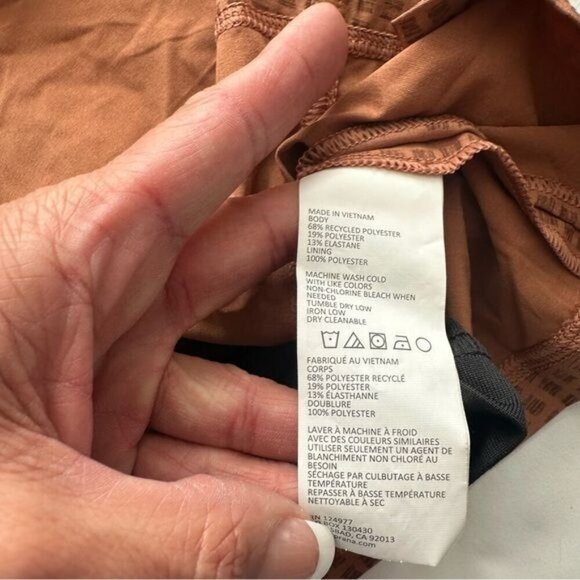 MADE IN VIETNAM
BODY
68% RECYCLED POLYESTER
19% POLYESTER
13% ELASTANE
LINING
100% POLYESTER
MACHINE WASH COLD
WITH LIKE COLORS
NON-CHLORINE BLEACH WHEN
NEEDED
TUMBLE DRY LOW
IRON LOW
DRY CLEANABLE
FABRIQUÉ AU VIETNAM
CORPS
68% POLYESTER RECYCLÉ
19% POLYESTER
13% ÉLASTHANNE
DOUBLURE
100% POLYESTER
LAVER À MACHINE À FROID
AVEC DES COULEURS SIMILAIRES
UTILISER SEULEMENT UN AGENT DE
BLANCHIMENT NON CHLORÉ AU
BESOIN
SÉCHAGE PAR CULBUTAGE À BASSE
TEMPÉRATURE
REPASSER À BASSE TEMPÉRATURE
NETTOYABLE À SEC
124977
BOX 130430
CA 92013